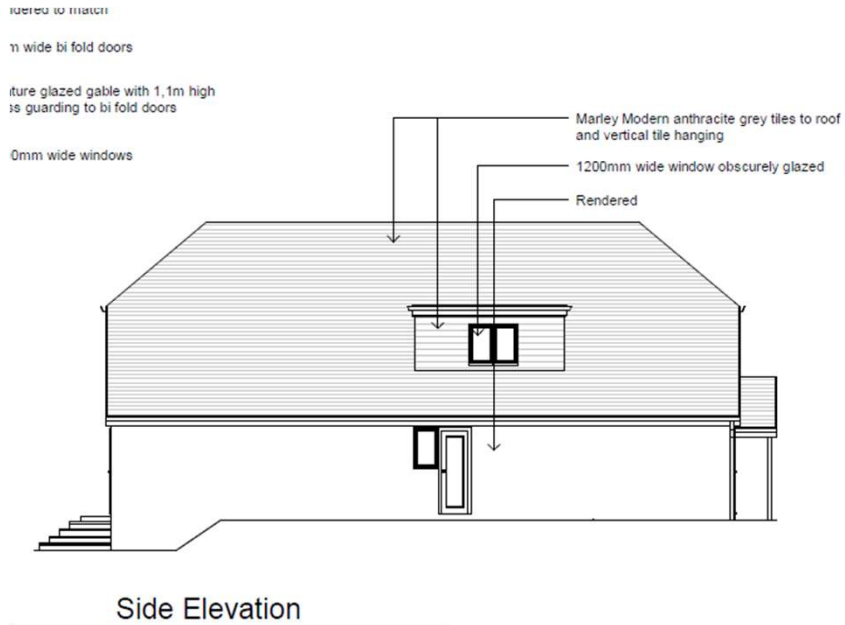 to match
wide bi fold doors
glazed gable with 1,1m high
guarding to bi fold doors
0mm wide windows
Marley Modern anthracite grey tiles to roof
and vertical tile hanging
1200mm wide window obscurely glazed
Rendered
Side Elevation